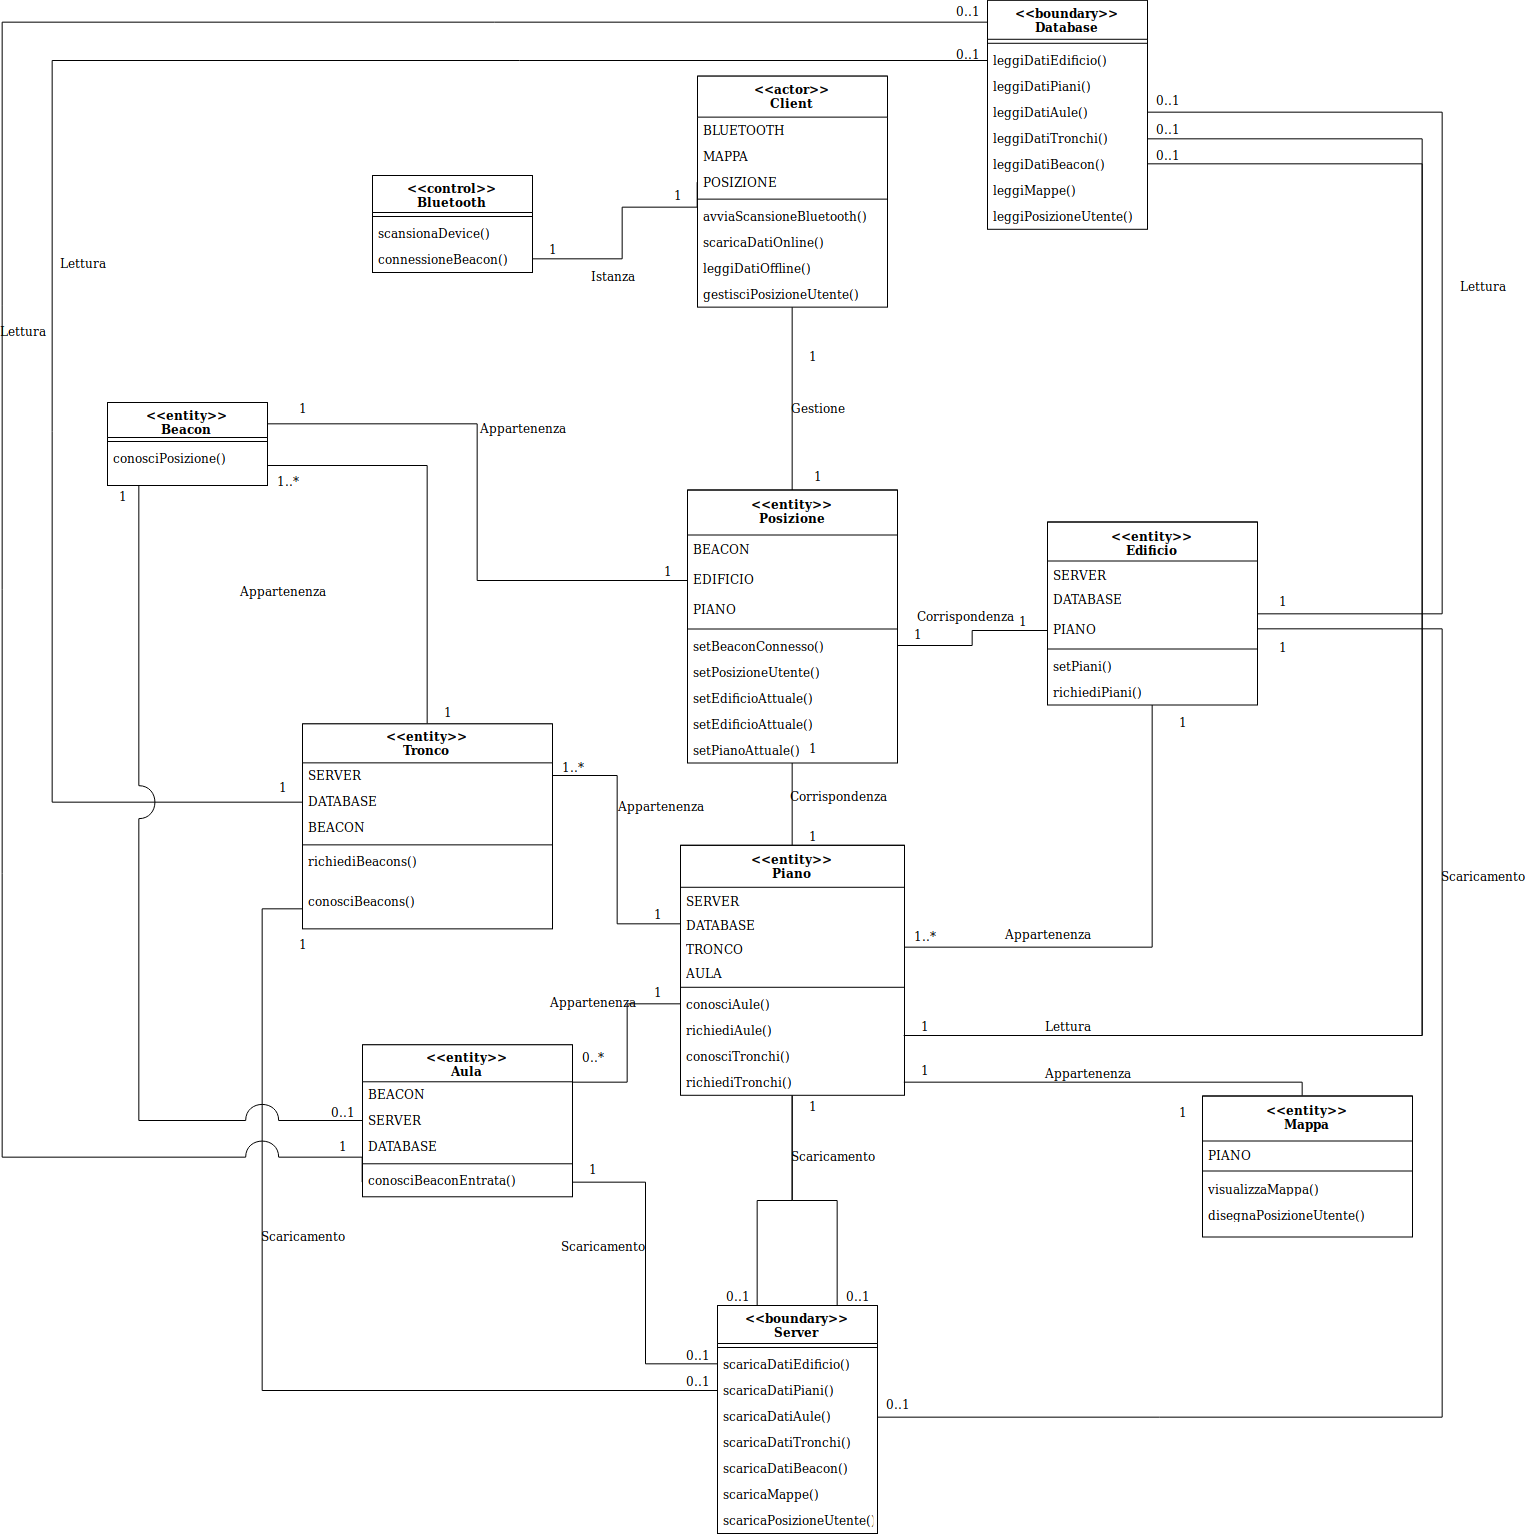 0..1
<<boundary>>
Database
0..1
leggiDatiEdificio()
leggiDatiPiani()
leggiDatiAule()
leggiDatiTronchi()
leggiDatiBeacon()
leggiMappe()
leggiPosizioneUtente()
0..1
0..1
0..1
<<actor>>
Client
BLUETOOTH
MAPPA
POSIZIONE
avviaScansioneBluetooth()
scaricaDatiOnline()
leggiDatiOffline()
gestisciPosizioneUtente()
<<control>>
Bluetooth
scansionaDevice()
connessioneBeacon()
1
1
Istanza
Lettura
Lettura
Lettura
1
Gestione
1
<<entity>>
Beacon
conosciPosizione()
1
Appartenenza
1..*
1
Appartenenza
1
<<entity>>
Posizione
BEACON
EDIFICIO
PIANO
setBeaconConnesso()
setPosizioneUtente()
setEdificioAttuale()
setEdificioAttuale()
setPianoAttuale()
1
1
Corrispondenza
1
<<entity>>
Edificio
SERVER
DATABASE
PIANO
setPiani()
richiediPiani()
1
1
1
1
<<entity>>
Tronco
SERVER
DATABASE
BEACON
richiediBeacons()
conosciBeacons()
1
1
1..*
Appartenenza
1
Corrispondenza
1
<<entity>>
Piano
SERVER
DATABASE
TRONCO
AULA
conosciAule()
richiediAule()
conosciTronchi()
richiediTronchi()
1..*
Appartenenza
Scaricamento
Appartenenza
1
0..*
1
Lettura
1
Appartenenza
1
<<entity>>
Mappa
PIANO
visualizzaMappa()
disegnaPosizioneUtente()
<<entity>>
Aula
BEACON
SERVER
DATABASE
conosciBeaconEntrata()
0..1
1
1
1
Scaricamento
Scaricamento
Scaricamento
0..1
0..1
<<boundary>>
Server
scaricaDatiEdificio()
scaricaDatiPiani()
scaricaDatiAule()
scaricaDatiTronchi()
scaricaDatiBeacon()
scaricaMappe()
scaricaPosizioneUtente()
0..1
0..1
0..1